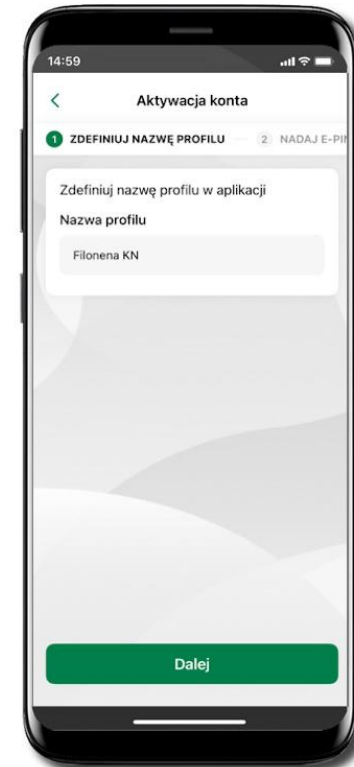 14:59
Aktywacja konta
1 ZDEFINIUJ NAZWĘ PROFILU 2 NADAJ E-PIN
Zdefiniuj nazwę profilu w aplikacji
Nazwa profilu
Filonena KN
Dalej